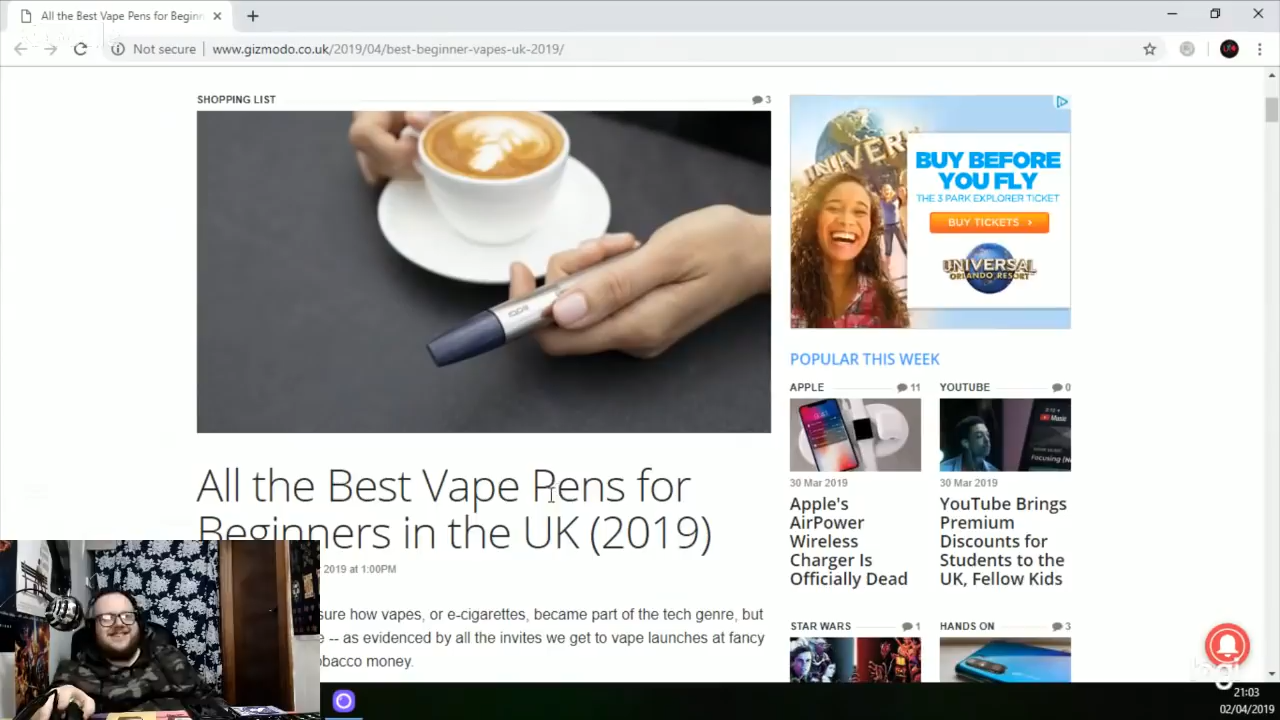 All the Best Vape Pens for Beginn
Not secure
www.gizmodo.co.uk/2019/04/best-beginner-vapes-uk-2019/
SHOPPING LIST
3
UNIVERS
BUY BEFORE
YOU FLY
THE 3 PARK EXPLORER TICKET
BUY TICKETS ›
UNIVERSAL
ORLANDO RESORT
All the Best Vape Pens for
Beginners in the UK (2019)
2019 at 1:00PM
sure how vapes, or e-cigarettes, became part of the tech genre, but
e -- as evidenced by all the invites we get to vape launches at fancy
obacco money.
POPULAR THIS WEEK
APPLE
11
30 Mar 2019
Apple's
AirPower
Wireless
Charger Is
Officially Dead
YOUTUBE
0
Music
Focusing
30 Mar 2019
YouTube Brings
Premium
Discounts for
Students to the
UK, Fellow Kids
STAR WARS
1
HANDS ON
3
logi
21:03
02/04/2019